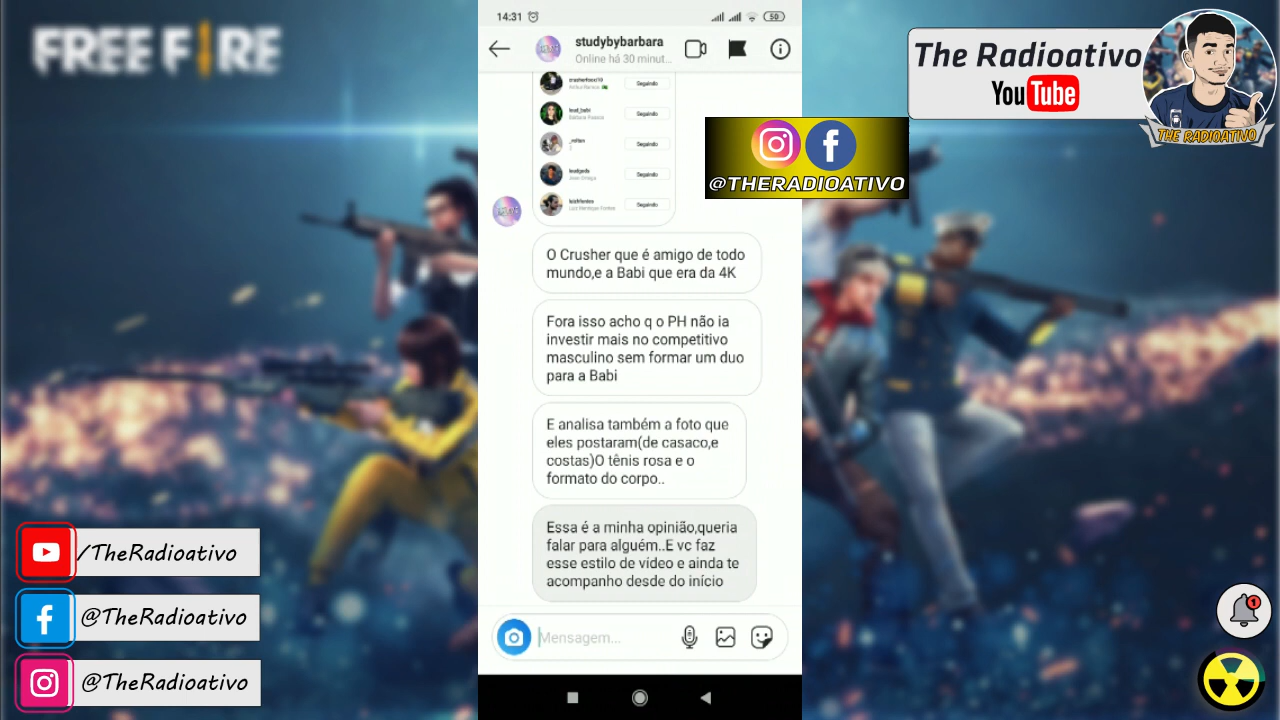 FREE FIRE
14:31
50
studybybarbara
Online há 30 minut...
Seguindo
Seguindo
Seguindo
Seguindo
Seguindo
O Crusher que é amigo de todo
mundo,e a Babi que era da 4K
Fora isso acho q o PH não ia
investir mais no competitivo
masculino sem formar um duo
para a Babi
E analisa também a foto que
eles postaram(de casaco,e
costas)O tênis rosa e o
formato do corpo..
Essa é a minha opinião,queria
falar para alguém..E vc faz
esse estilo de vídeo e ainda te
acompanho desde do início
Mensagem...
The Radioativo
YouTube
THE RADIOATIVO
@THERADIOATIVO
/TheRadioativo
@TheRadioativo
@TheRadioativo
1